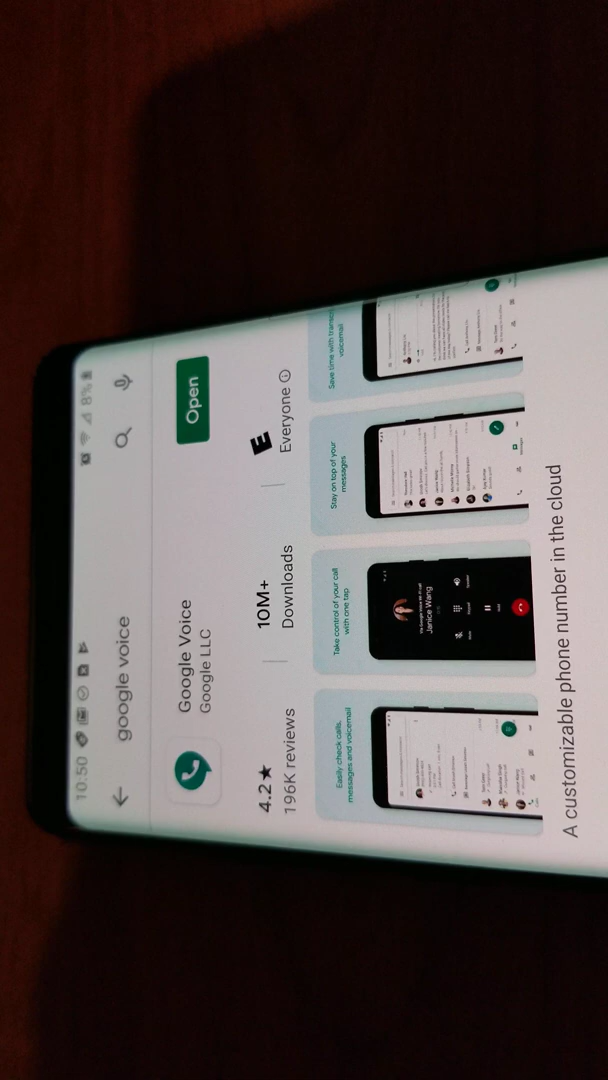 10:50
8%
google voice
Google Voice
Google LLC
Open
4.2★
196K reviews
10M+
Downloads
E
Everyone
Easily check calls,
messages and voicemail
Take control of your call
with one tap
Janice Wang
Stay on top of your
messages
Save time with transc
voicemail
A customizable phone number in the cloud